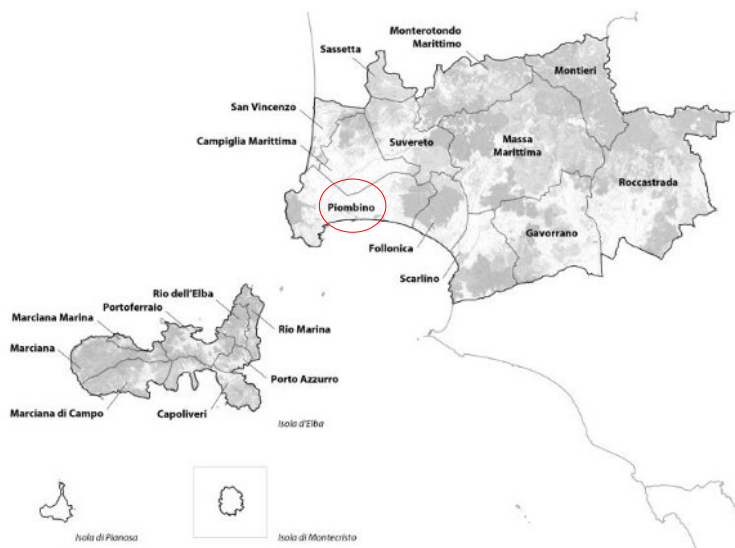 Monterotondo
Marittimo
Sassetta
Montieri
San Vincenzo
Campiglia Marittima
Suvereto
Massa
Marittima
Roccastrada
Piombino
Gavorrano
Follonica
Scarlino
Rio dell'Elba
Portoferraio
Marciana Marina
Rio Marina
Marciana
Porto Azzurro
Marciana di Campo
Capoliveri
Isola d'Elba
Isola di Pianosa
Isola di Montecristo